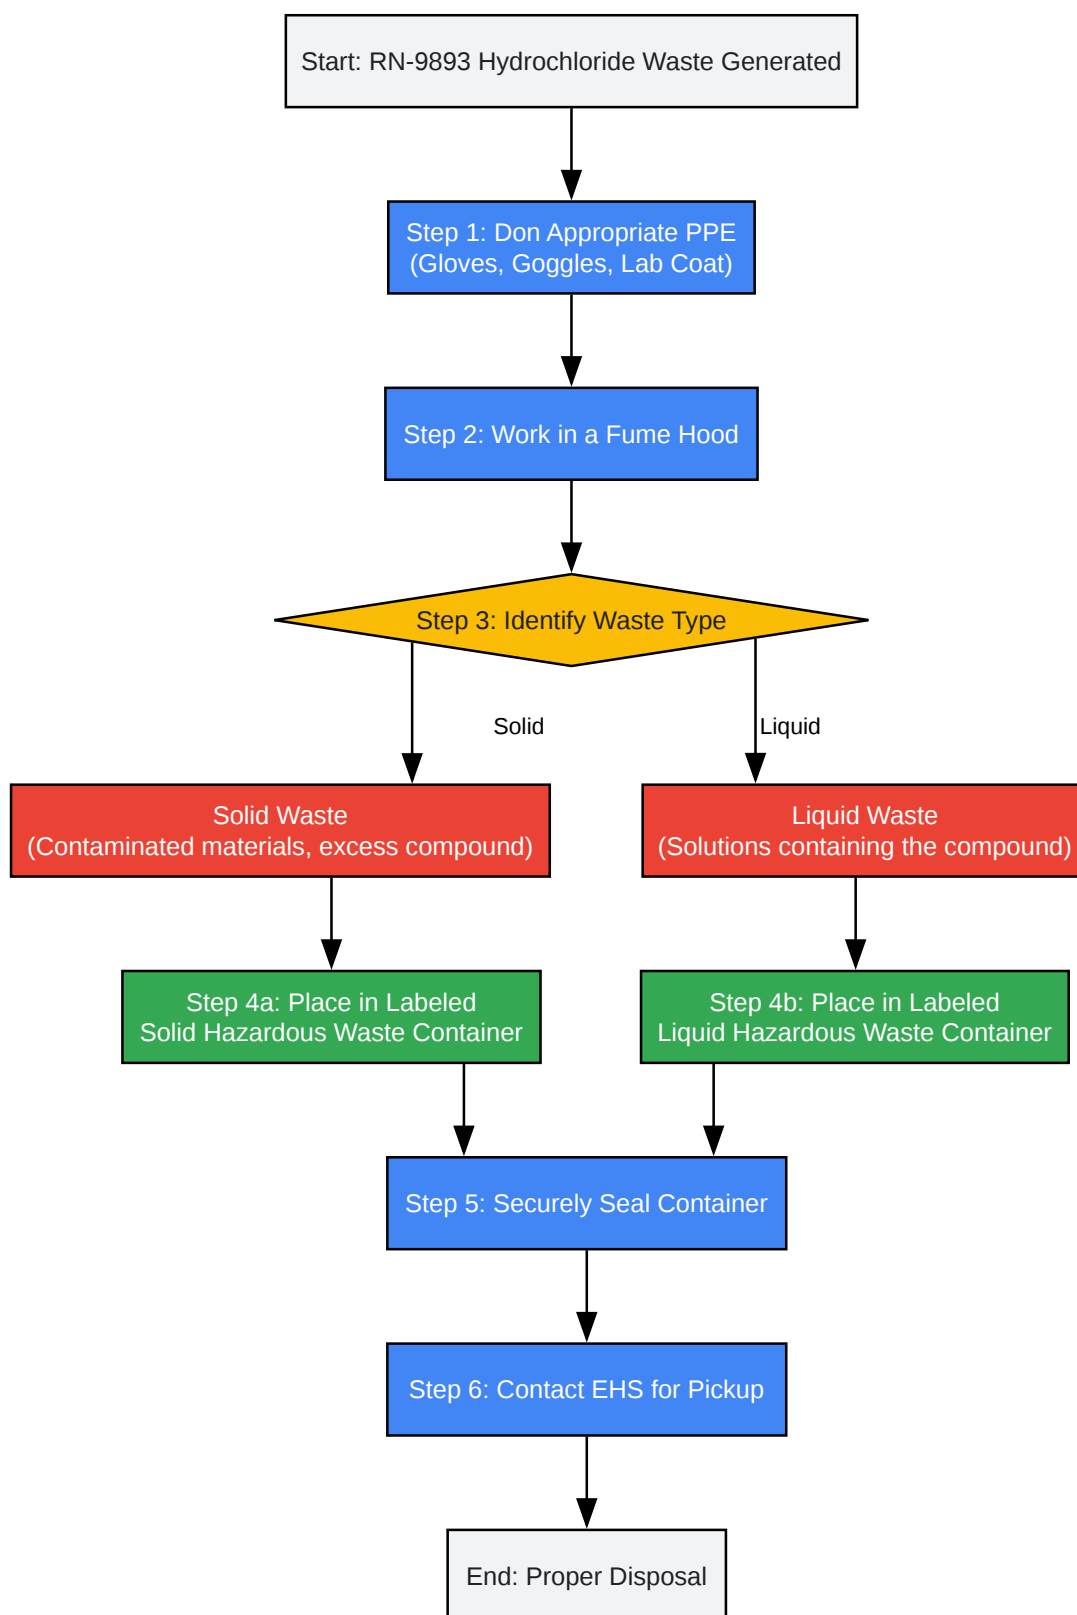 Start: RN-9893 Hydrochloride Waste Generated
Step 1: Don Appropriate PPE
(Gloves, Goggles, Lab Coat)
Step 2: Work in a Fume Hood
Step 3: Identify Waste Type
Solid
Liquid
Solid Waste
(Contaminated materials, excess compound)
Liquid Waste
(Solutions containing the compound)
Step 4a: Place in Labeled
Solid Hazardous Waste Container
Step 4b: Place in Labeled
Liquid Hazardous Waste Container
Step 5: Securely Seal Container
Step 6: Contact EHS for Pickup
End: Proper Disposal